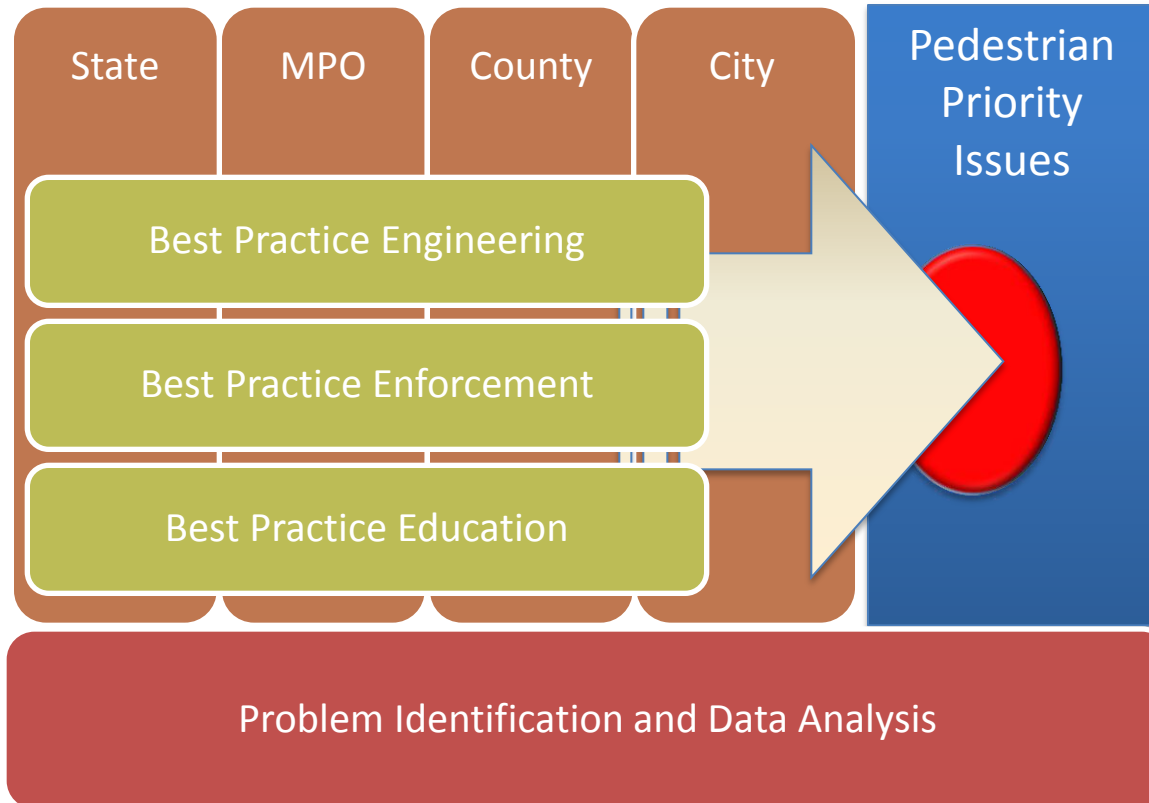 State
MPO
County
City
Pedestrian
Priority
Issues
Best Practice Engineering
Best Practice Enforcement
Best Practice Education
Problem Identification and Data Analysis